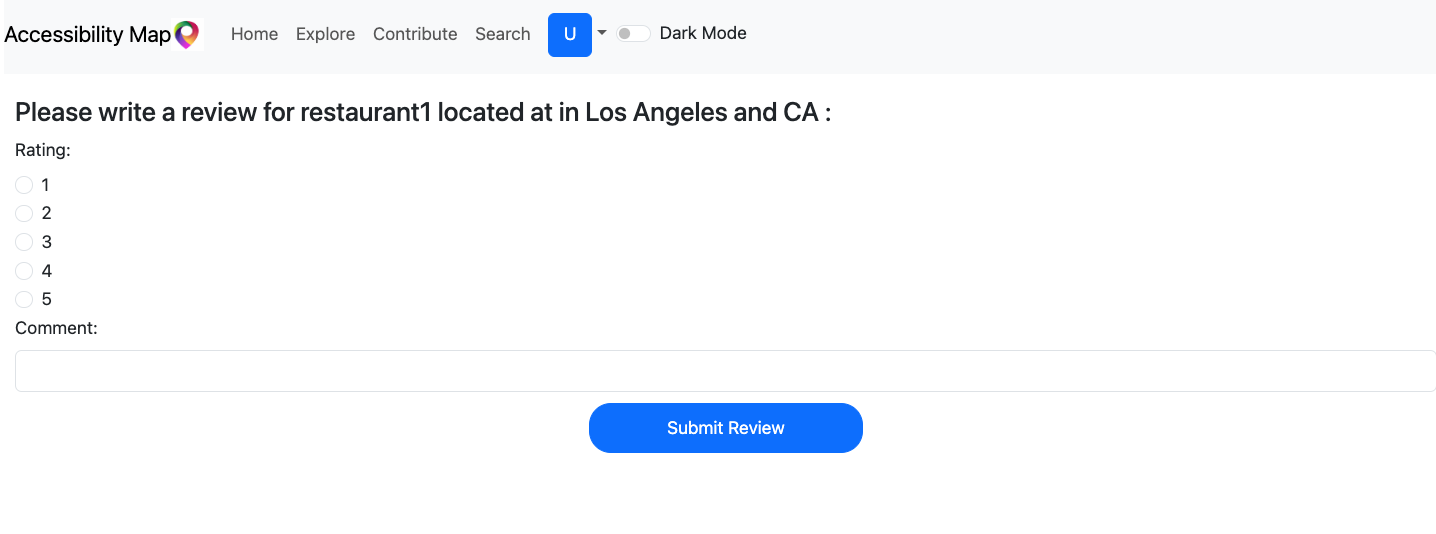 Accessibility Map Home Explore Contribute Search U Dark Mode
Please write a review for restaurant1 located at in Los Angeles and CA :
Rating:
1
2
3
4
5
Comment:
Submit Review